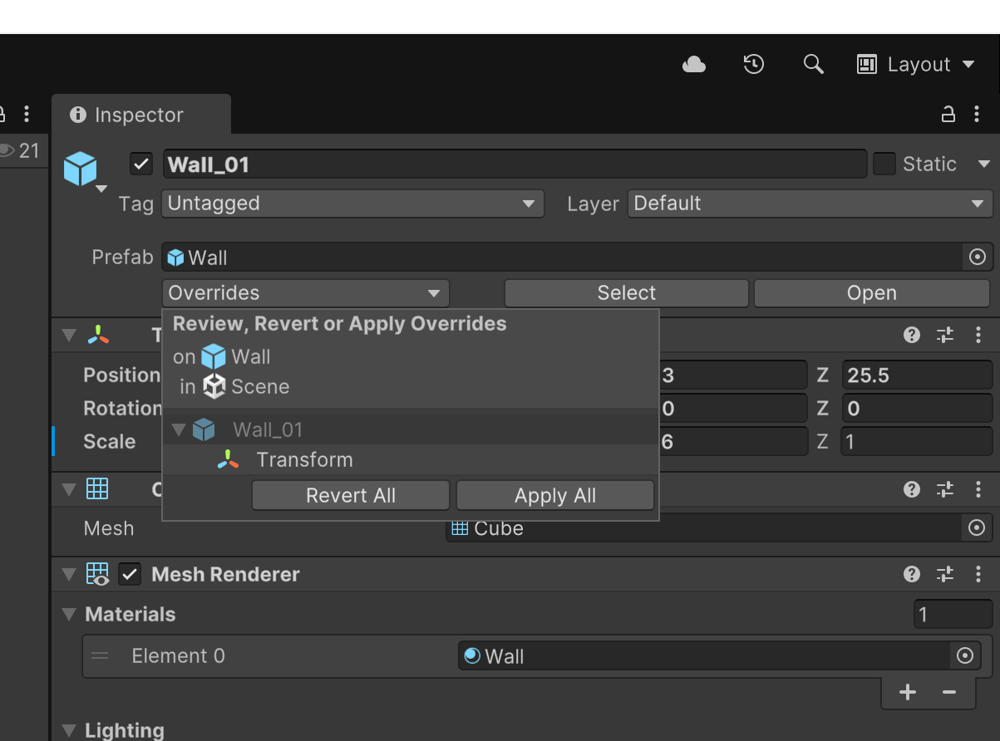 Layout
Inspector
21
Wall_01
Static
Tag Untagged Layer Default
Prefab Wall
Overrides Select Open
Review, Revert or Apply Overrides
on Wall
in Scene
Position 3 Z 25.5
Rotation 0 Z 0
Scale 6 Z 1
Wall_01
Transform
Revert All Apply All
Mesh Cube
Mesh Renderer
Materials 1
Element 0 Wall
Lighting